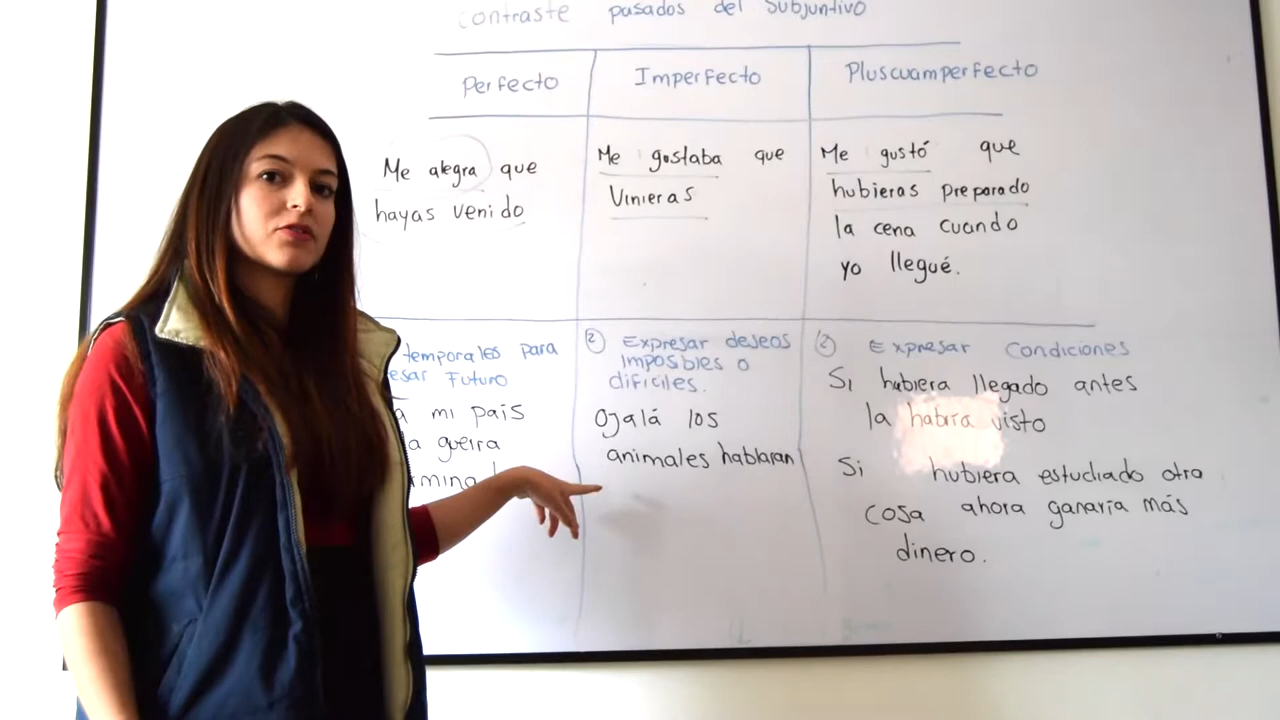 contraste pasados del Subjuntivo
Perfecto
Imperfecto
Pluscuamperfecto
Me alegra que
hayas venido
Me gustaba que
Vinieras
Me gustó que
hubieras preparado
la cena cuando
yo llegué.
temporales para
Futuro
mi país
guerra
② Expresar deseos
imposibles o
difíciles.
Ojalá los
animales hablaran
② Expresar Condiciones
Si hubiera llegado antes
la habría visto
Si hubiera estudiado otra
cosa ahora ganaría más
dinero.